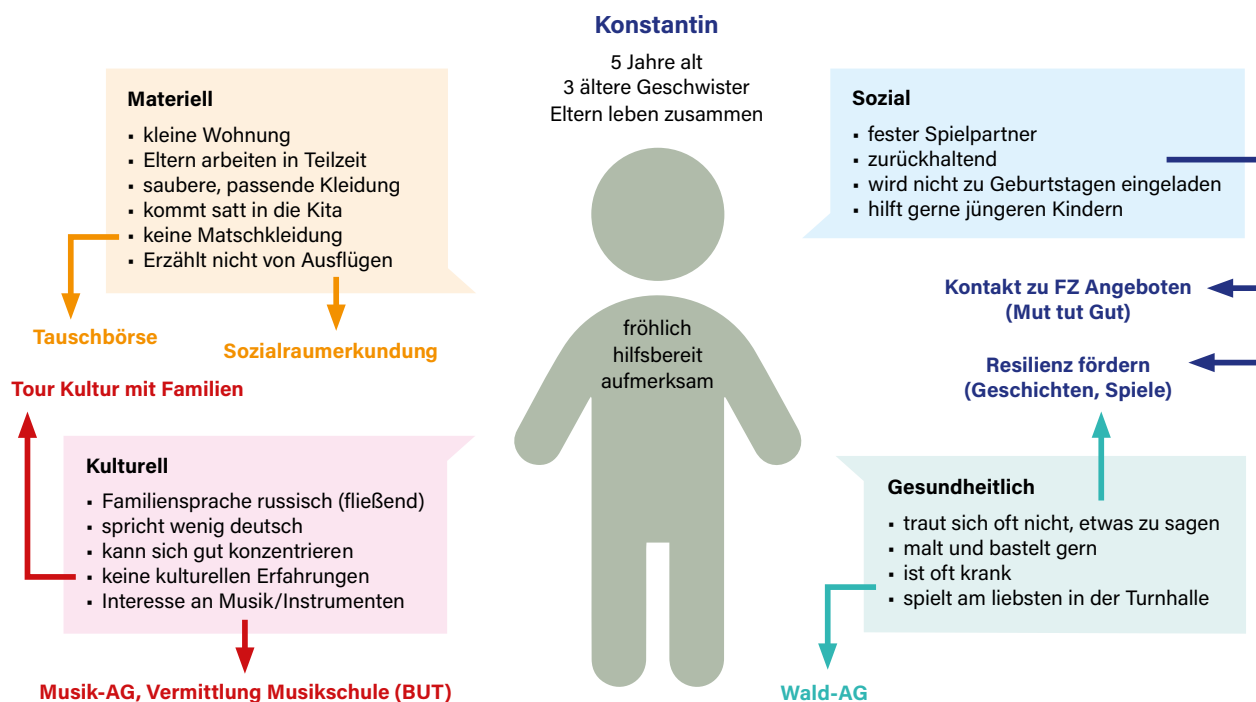 Konstantin
5 Jahre alt
3 ältere Geschwister
Eltern leben zusammen
Materiell
▪ kleine Wohnung
▪ Eltern arbeiten in Teilzeit
▪ saubere, passende Kleidung
▪ kommt satt in die Kita
▪ keine Matschkleidung
▪ Erzählt nicht von Ausflügen
Tauschbörse
Sozialraumerkundung
Sozial
▪ fester Spielpartner
▪ zurückhaltend
▪ wird nicht zu Geburtstagen eingeladen
▪ hilft gerne jüngeren Kindern
Kontakt zu FZ Angeboten
(Mut tut Gut)
Resilienz fördern
(Geschichten, Spiele)
fröhlich
hilfsbereit
aufmerksam
Tour Kultur mit Familien
Kulturell
▪ Familiensprache russisch (fließend)
▪ spricht wenig deutsch
▪ kann sich gut konzentrieren
▪ keine kulturellen Erfahrungen
▪ Interesse an Musik/Instrumenten
Musik-AG, Vermittlung Musikschule (BUT)
Gesundheitlich
▪ traut sich oft nicht, etwas zu sagen
▪ malt und bastelt gern
▪ ist oft krank
▪ spielt am liebsten in der Turnhalle
Wald-AG